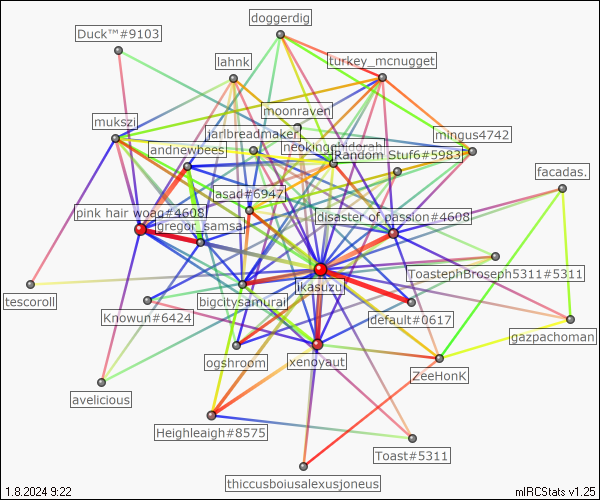 doggerdig
Duck™#9103
lahnk
turkey_mcnugget
moonraven
mukszi
jarlbreadmaker
mingus4742
andnewbees
neokingghidorah
Random Stuf6#5983
facadas.
lasad#6947
pink hair woag#4608
disaster of passion#4608
gregor_samsa
ToastephBroseph5311#5311
ikasuzu
tescoroll
bigcitysamurai
Knowun#6424
default#0617
gazpachoman
ogshroom
xenoyaut
ZeeHonK
avelicious
Heighleaigh#8575
Toast#5311
thiccusboiusalexusjoneus
1.8.2024 9:22
mIRCStats v1.25